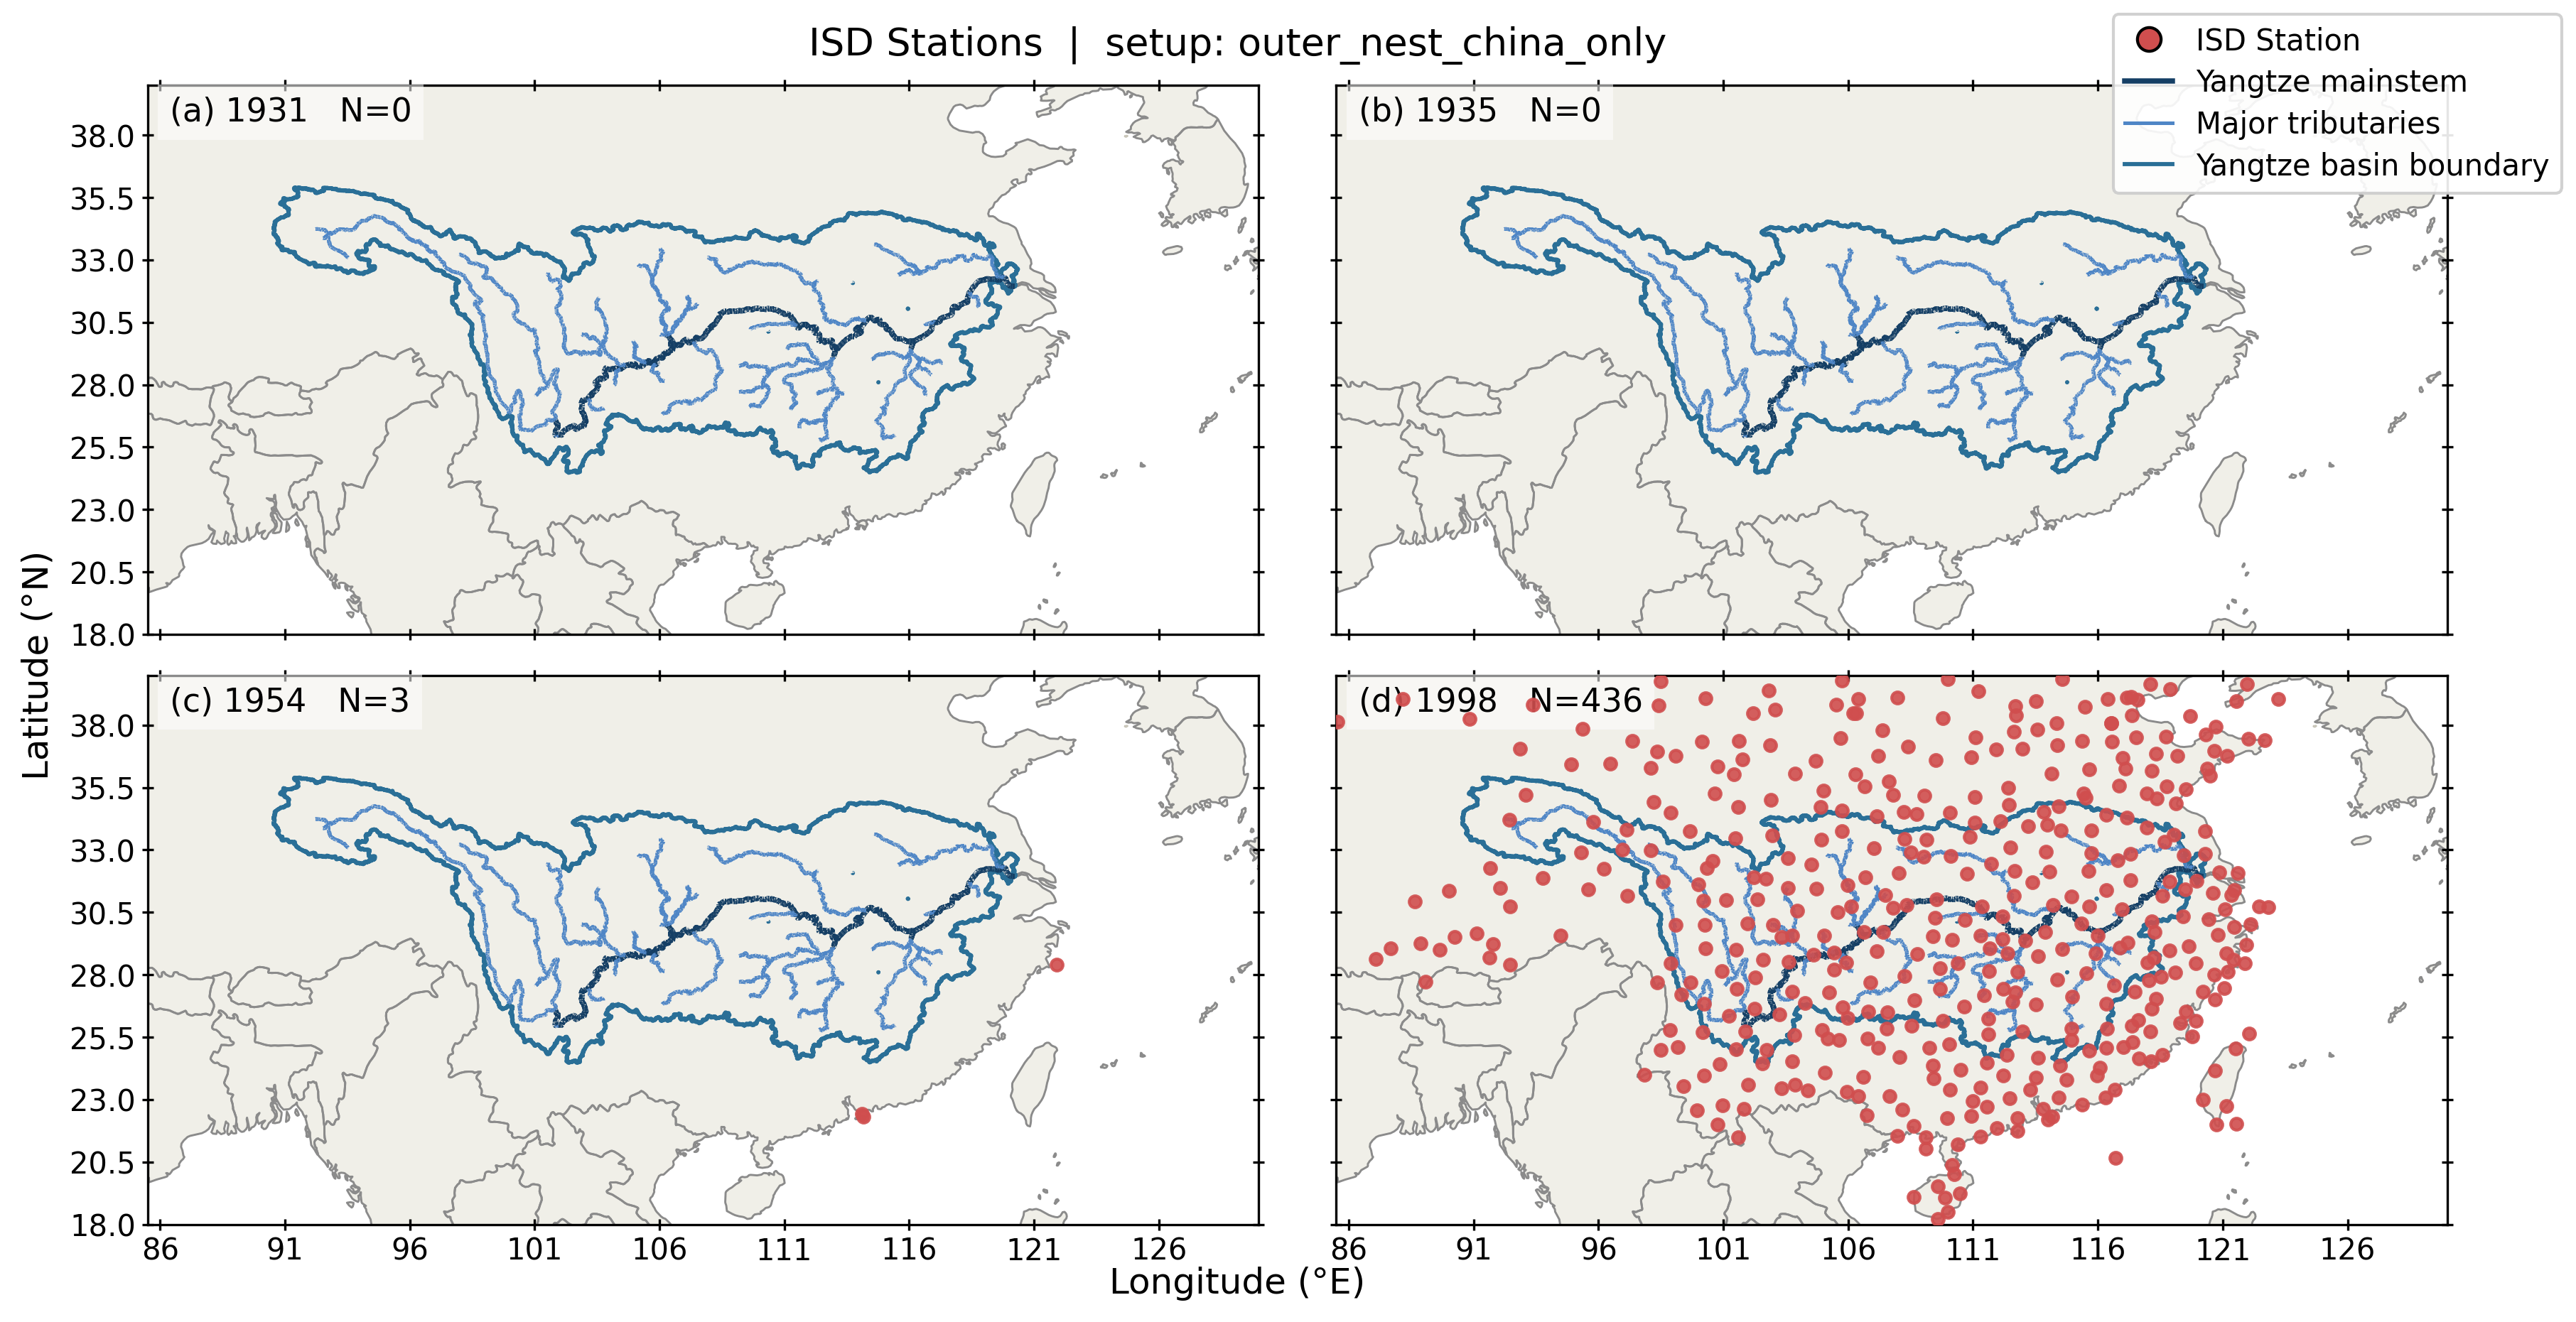 ISD Stations | setup: outer_nest_china_only
ISD Station
Yangtze mainstem
Major tributaries
Yangtze basin boundary
(a) 1931 N=0
(b) 1935 N=0
38.0
35.5
33.0
30.5
28.0
25.5
23.0
20.5
18.0
Latitude (°N)
(c) 1954 N=3
(d) 1998 N=436
38.0
35.5
33.0
30.5
28.0
25.5
23.0
20.5
18.0
86 91 96 101 106 111 116 121 126
86 91 96 101 106 111 116 121 126
Longitude (°E)